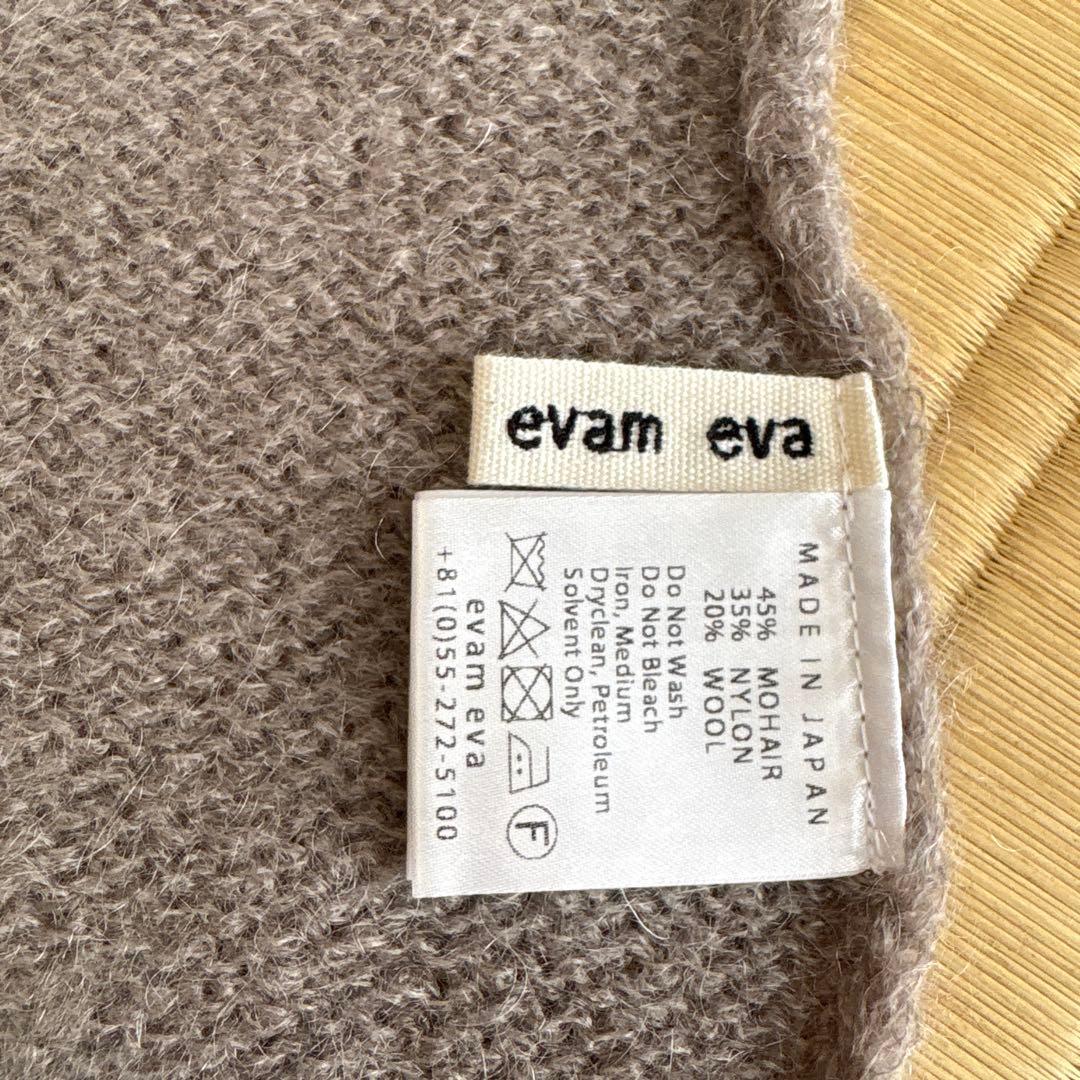 evam eva
MADE IN JAPAN
45% MOHAIR
35% NYLON
20% WOOL
Do Not Wash
Do Not Bleach
Iron, Medium
Dryclean, Petroleum
Solvent Only
F
evam eva
+81(0)55-272-5100